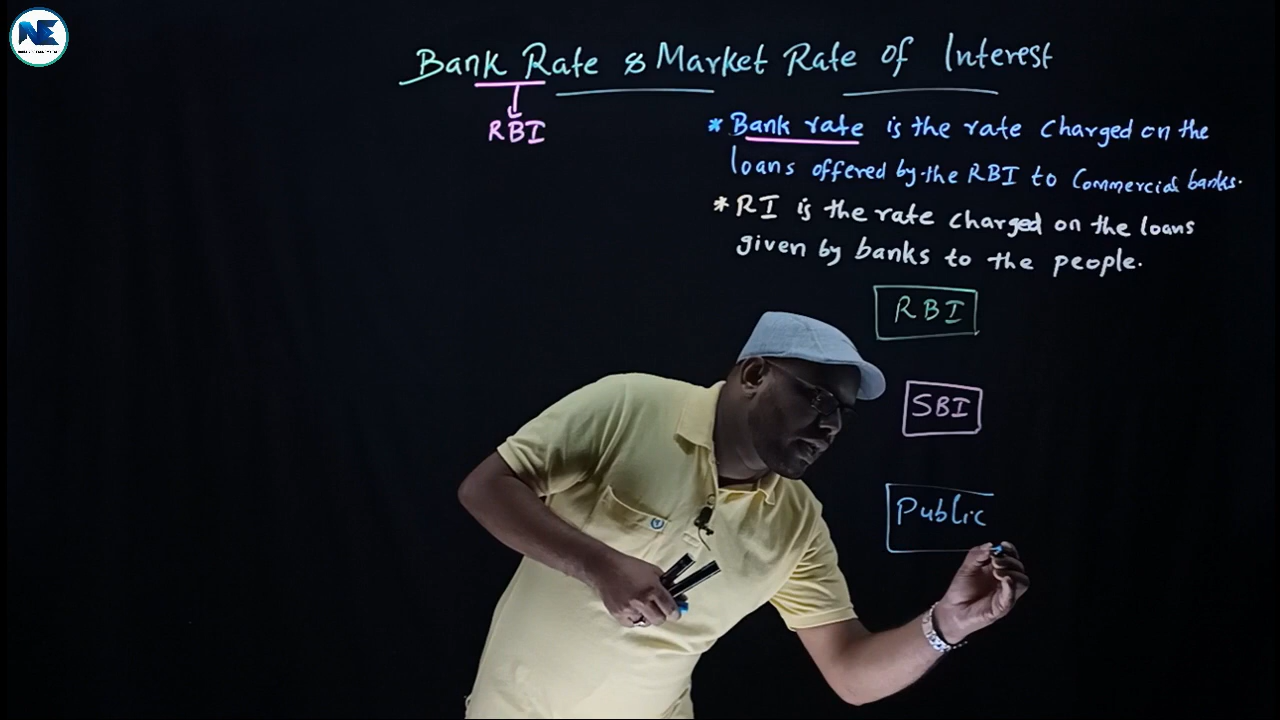 NE
Bank Rate & Market Rate of Interest
RBI
* Bank rate is the rate charged on the
loans offered by the RBI to Commercial banks.
* RI is the rate charged on the loans
given by banks to the people.
RBI
SBI
Public